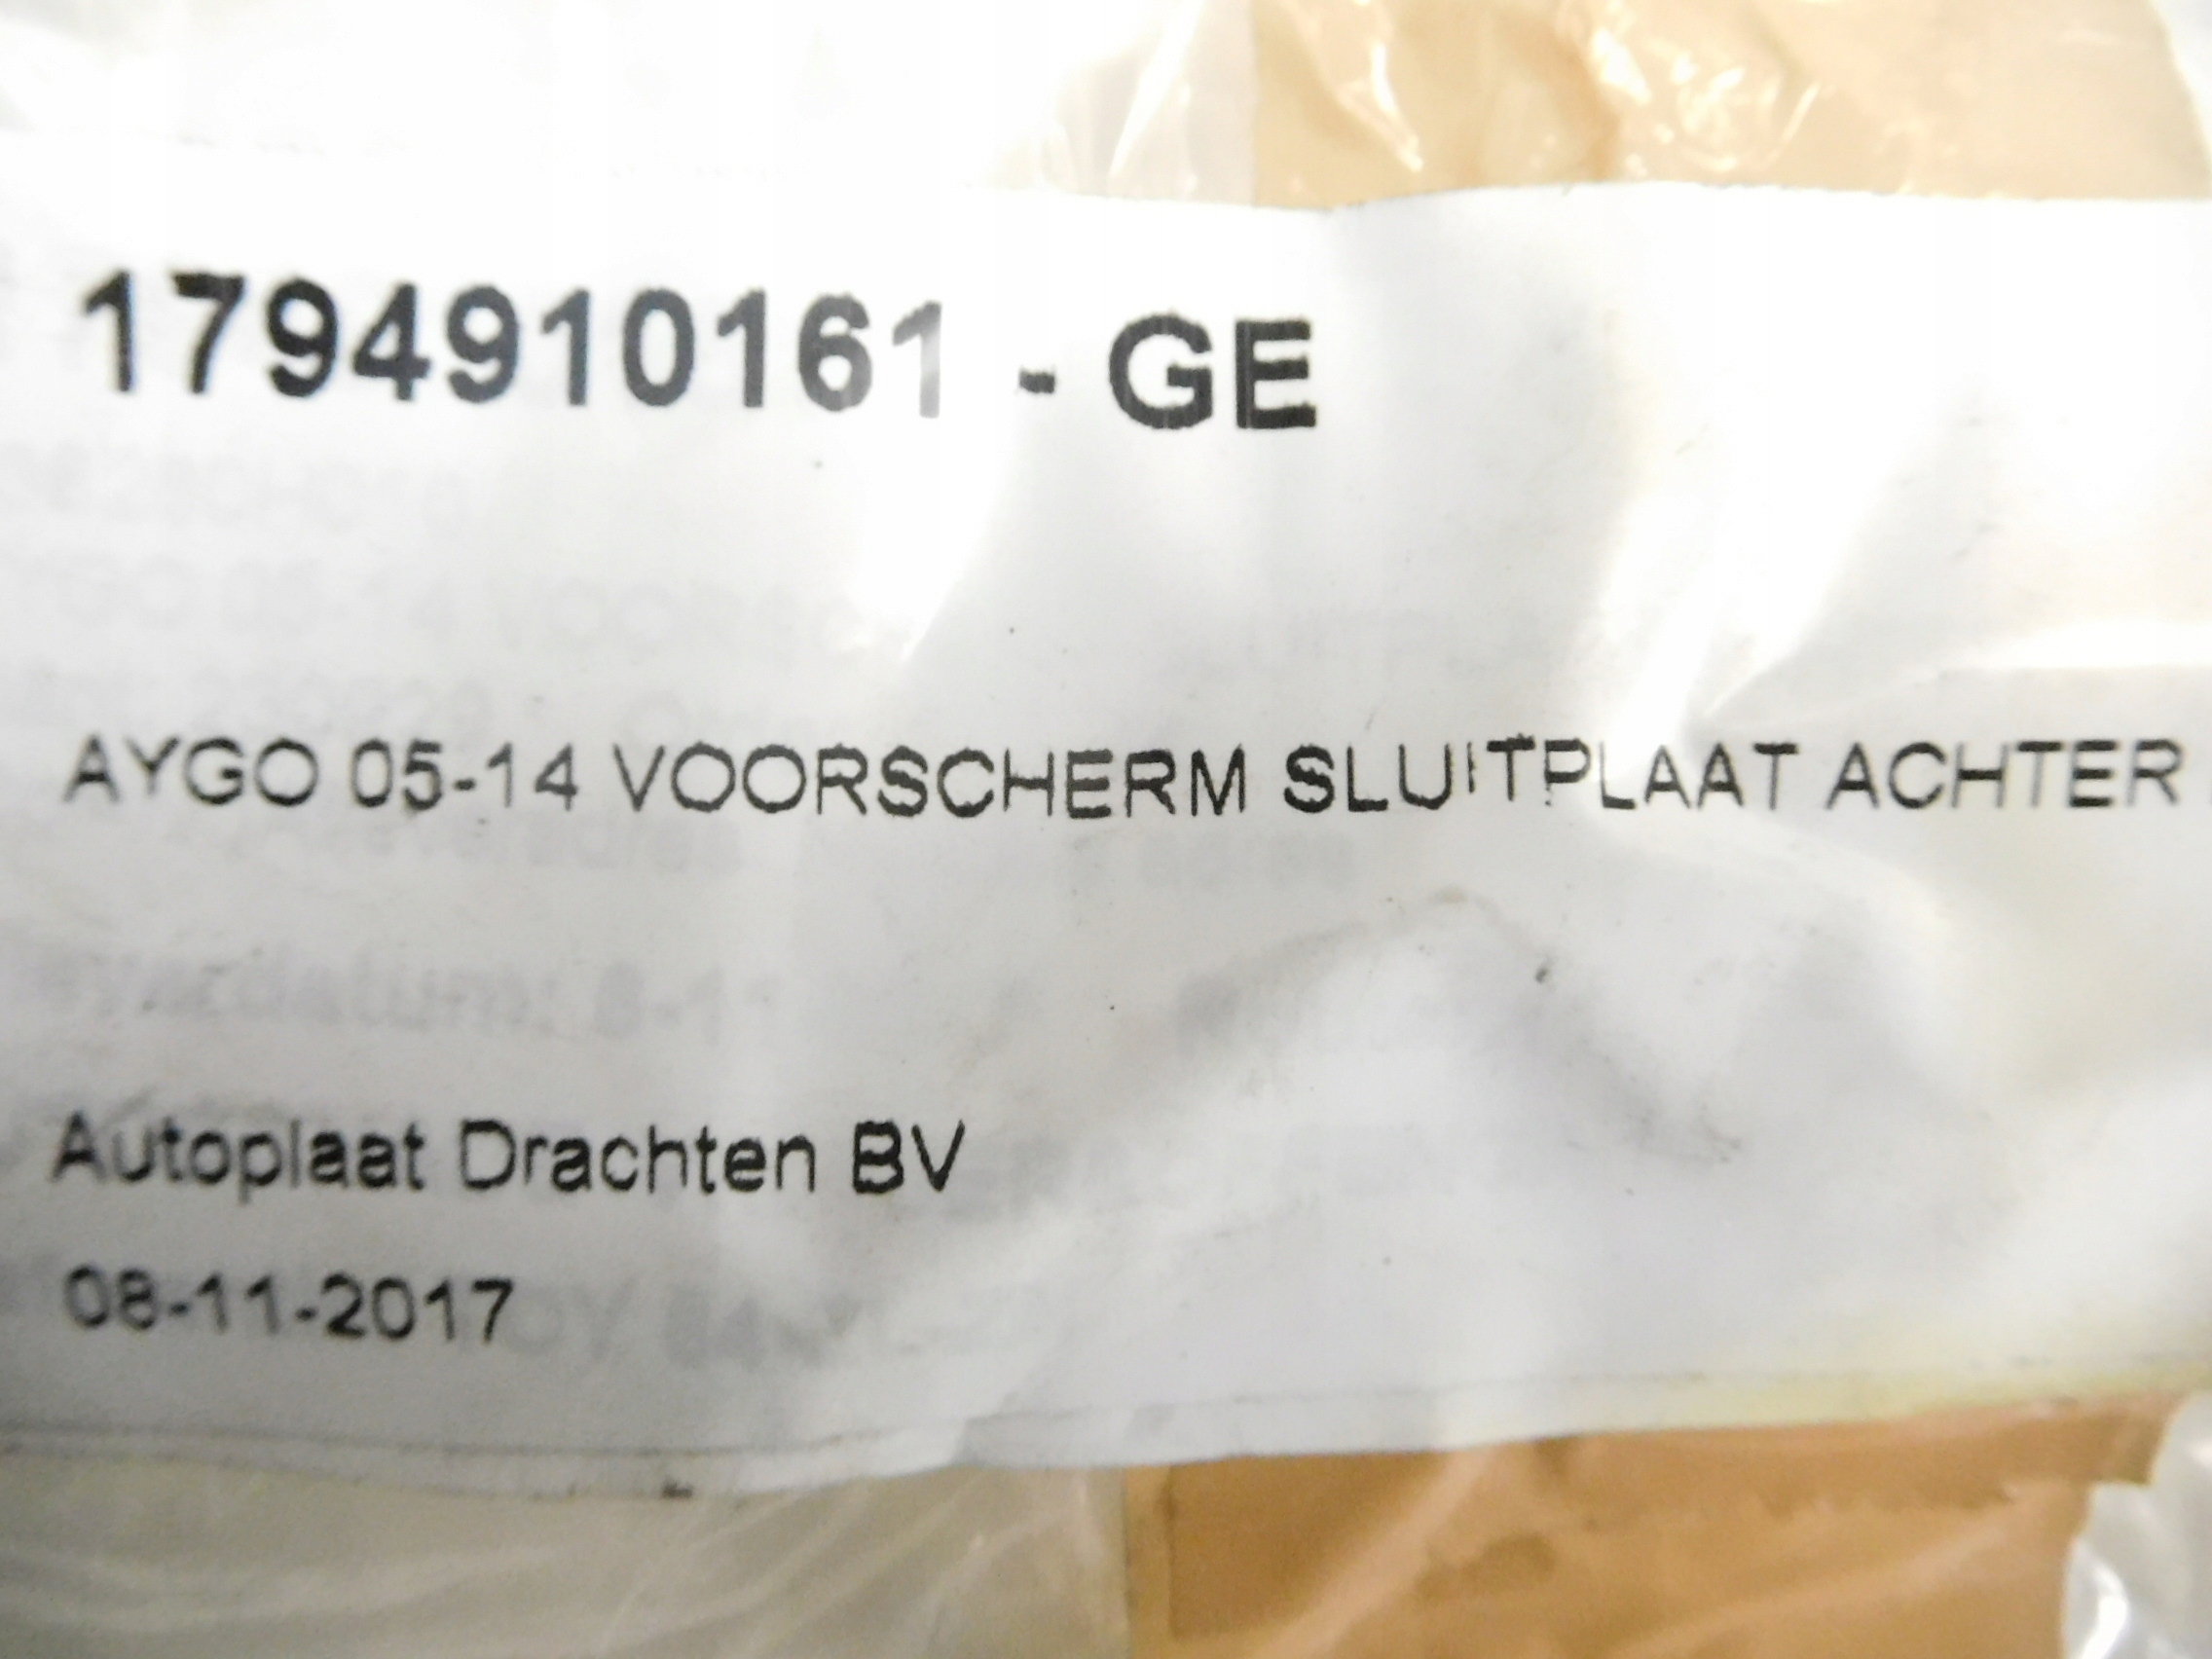 1794910161 - GE
AYGO 05-14 VOORSCHERM SLUITPLAAT ACHTER
Autoplaat Drachten BV
08-11-2017